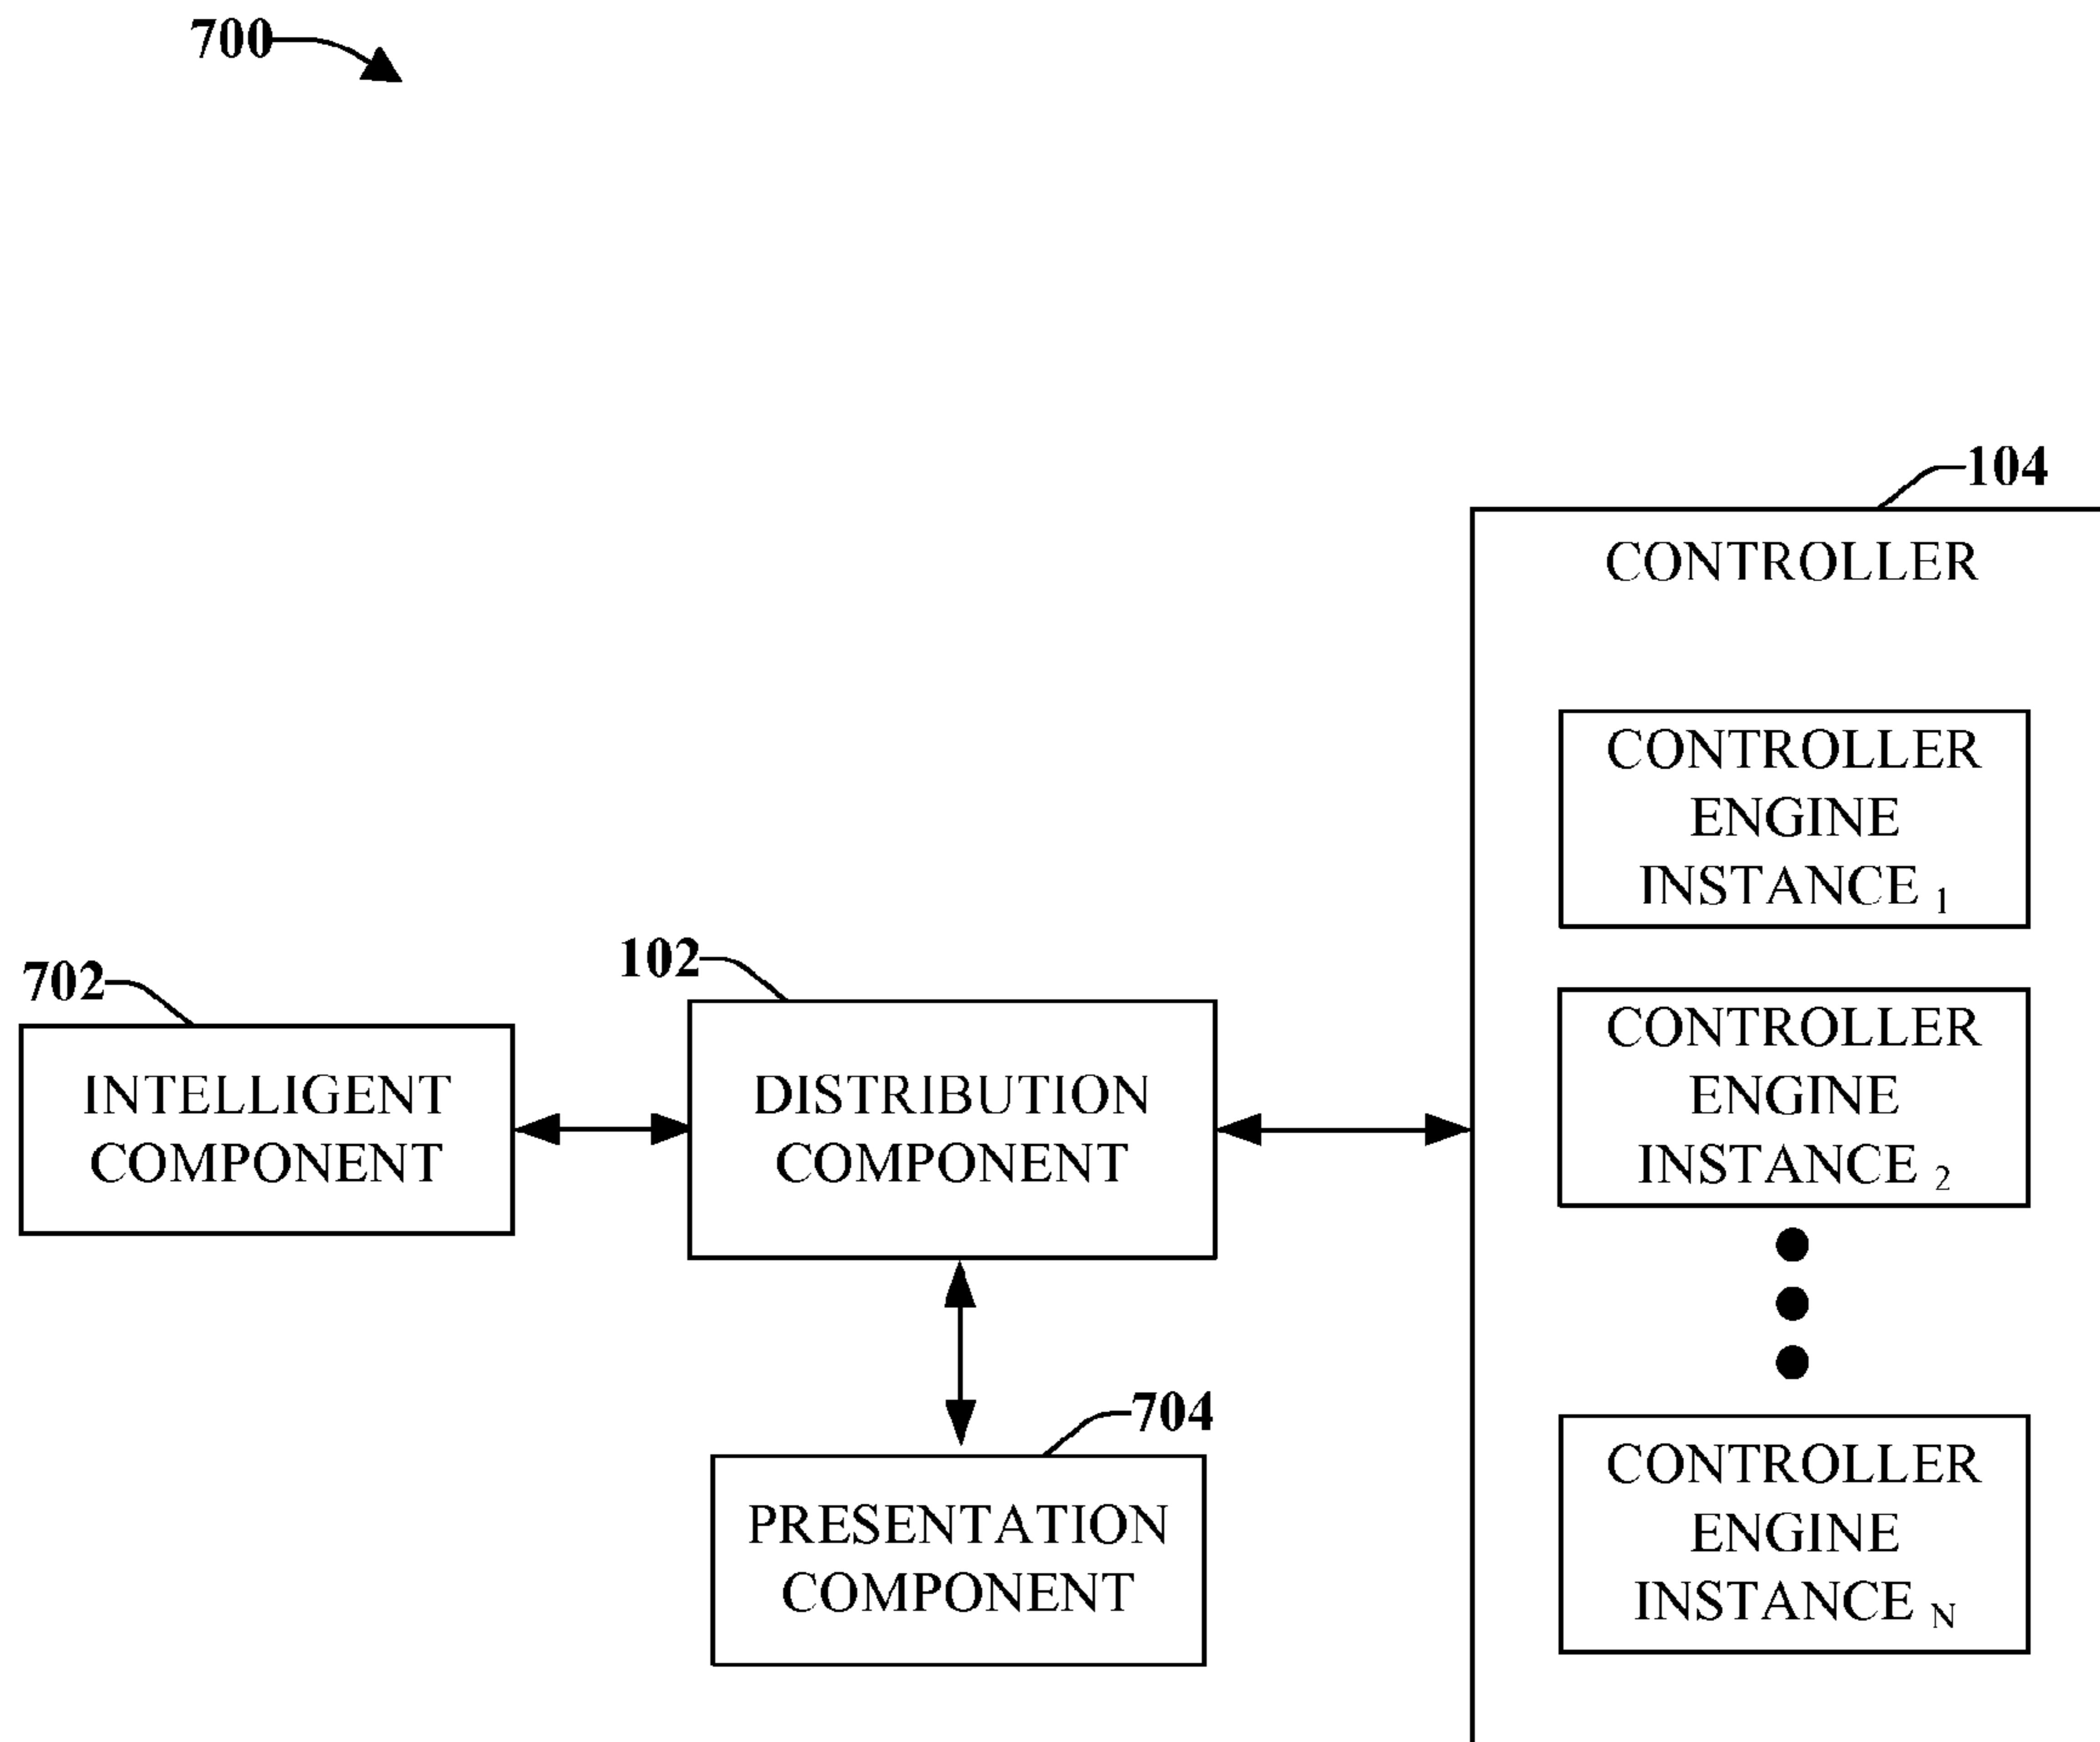 700
104
CONTROLLER
CONTROLLER
ENGINE
INSTANCE 1
102
702
CONTROLLER
ENGINE
INSTANCE 2
INTELLIGENT
COMPONENT
DISTRIBUTION
COMPONENT
704
PRESENTATION
COMPONENT
CONTROLLER
ENGINE
INSTANCE N